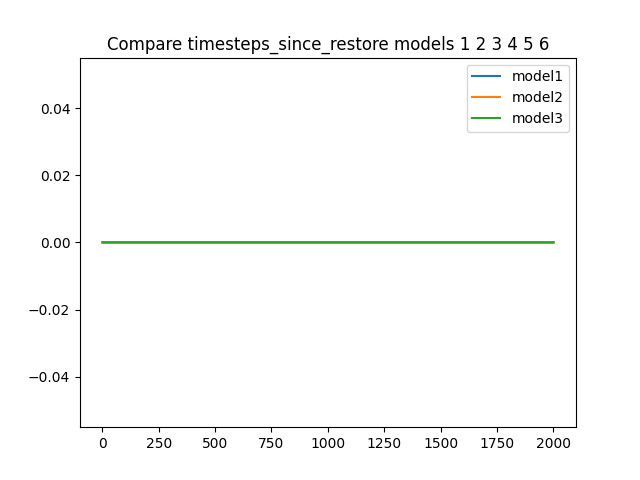 Compare timesteps_since_restore models 1 2 3 4 5 6
model1
model2
model3
0.04
0.02
0.00
−0.02
−0.04
0 250 500 750 1000 1250 1500 1750 2000